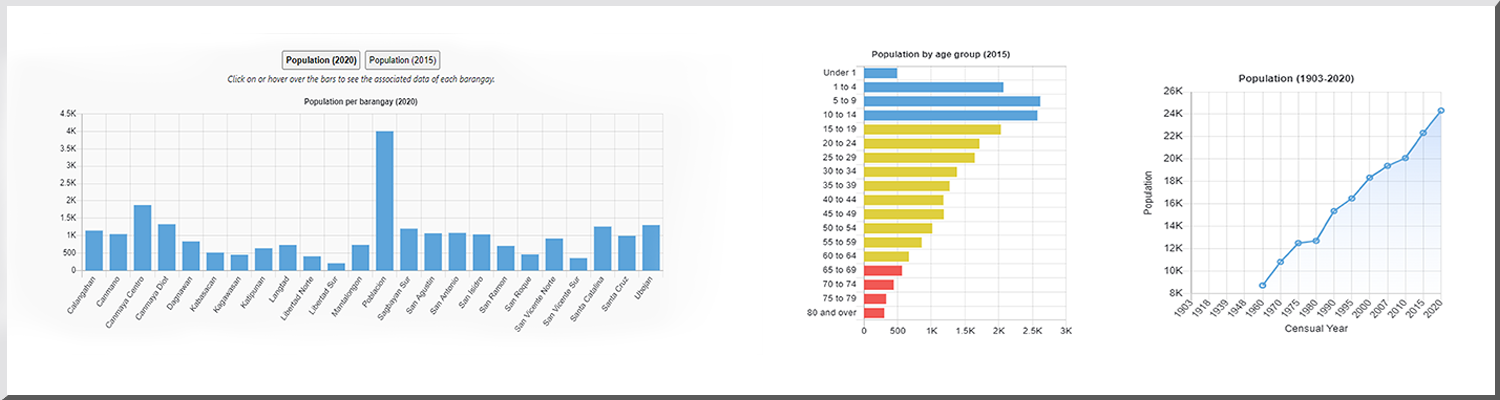 Population (2020) Population (2015)
Click on or hover over the bars to see the associated data of each barangay.
Population per barangay (2020)
4.5K
4K
3.5K
3K
2.5K
2K
1.5K
1K
500
0
Calangahan
Canmano
Canmaya Centro
Canmaya Diot
Dagnawan
Kabasacan
Kagawasan
Katipunan
Langtad
Libertad Norte
Libertad Sur
Mantalongon
Poblacion
Sagbayan Sur
San Agustin
San Antonio
San Isidro
San Ramon
San Roque
San Vicente Norte
San Vicente Sur
Santa Catalina
Santa Cruz
Ubojan
Population by age group (2015)
Under 1
1 to 4
5 to 9
10 to 14
15 to 19
20 to 24
25 to 29
30 to 34
35 to 39
40 to 44
45 to 49
50 to 54
55 to 59
60 to 64
65 to 69
70 to 74
75 to 79
80 and over
0 500 1K 1.5K 2K 2.5K 3K
Population (1903-2020)
Population
26K
24K
22K
20K
18K
16K
14K
12K
10K
8K
1903 1918 1939 1948 1960 1970 1975 1980 1990 1995 2000 2007 2010 2015 2020
Censual Year